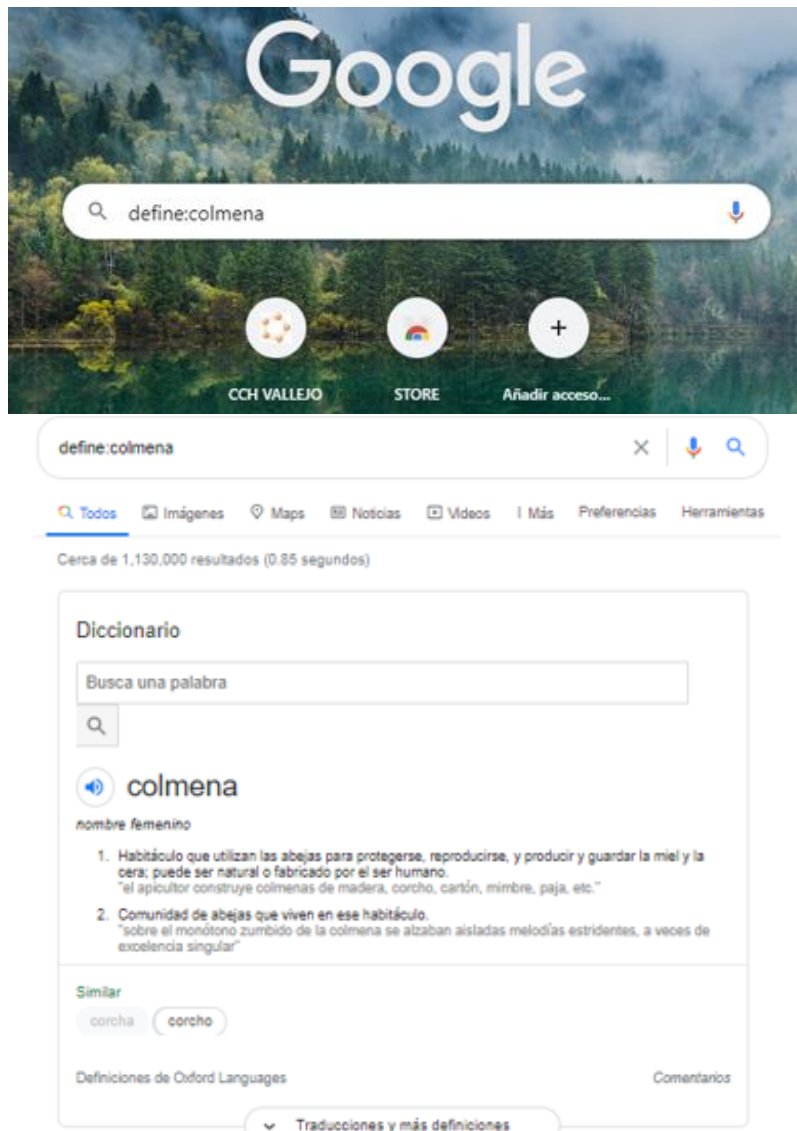 Google
define:colmena
CCH VALLEJO STORE Añadir acceso...
define:colmena
Todos Imágenes Maps Noticias Videos Más Preferencias Herramientas
Cerca de 1,130,000 resultados (0.85 segundos)
Diccionario
Busca una palabra
colmena
nombre femenino
1. Habitáculo que utilizan las abejas para protegerse, reproducirse, y producir y guardar la miel y la
cera; puede ser natural o fabricado por el ser humano.
"el apicultor construye colmenas de madera, corcho, cartón, mimbre, paja, etc."
2. Comunidad de abejas que viven en ese habitáculo.
"sobre el monótono zumbido de la colmena se alzaban aisladas melodías estridentes, a veces de
excelencia singular"
Similar
corcha corcho
Definiciones de Oxford Languages Comentarios
Traducciones y más definiciones